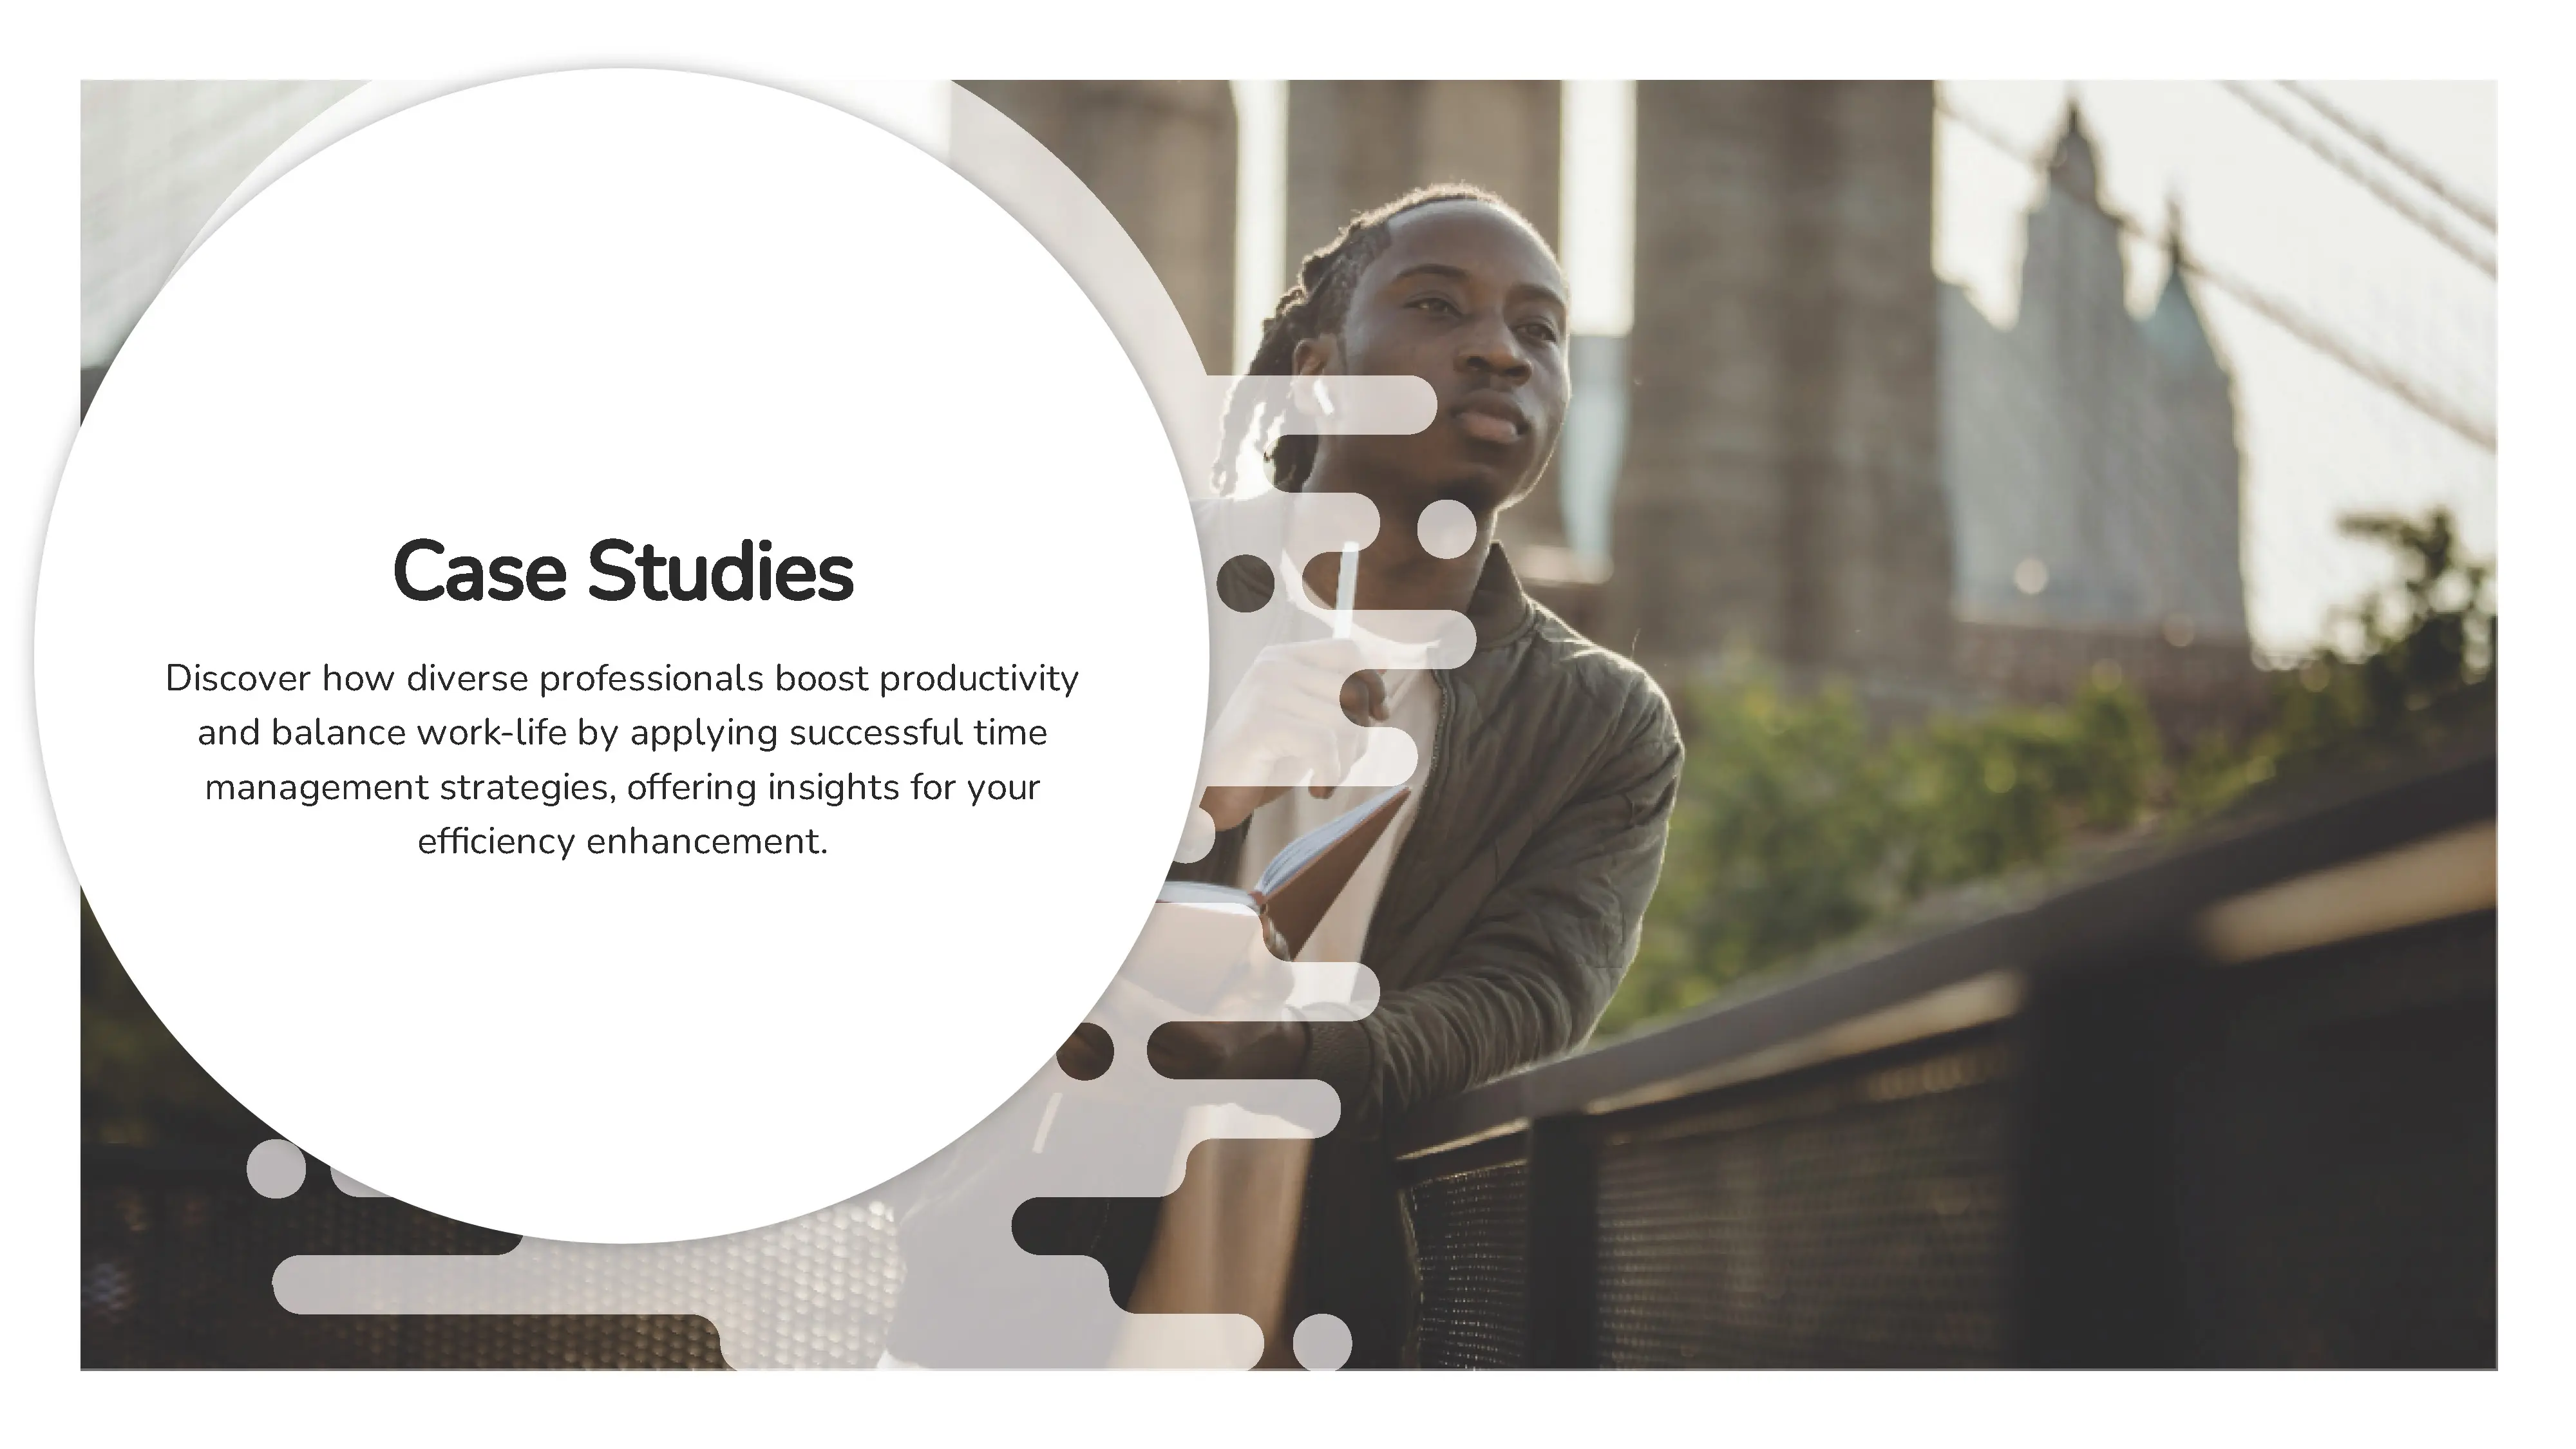 Case Studies
Discover how diverse professionals boost productivity
and balance work-life by applying successful time
management strategies, offering insights for your
efficiency enhancement.